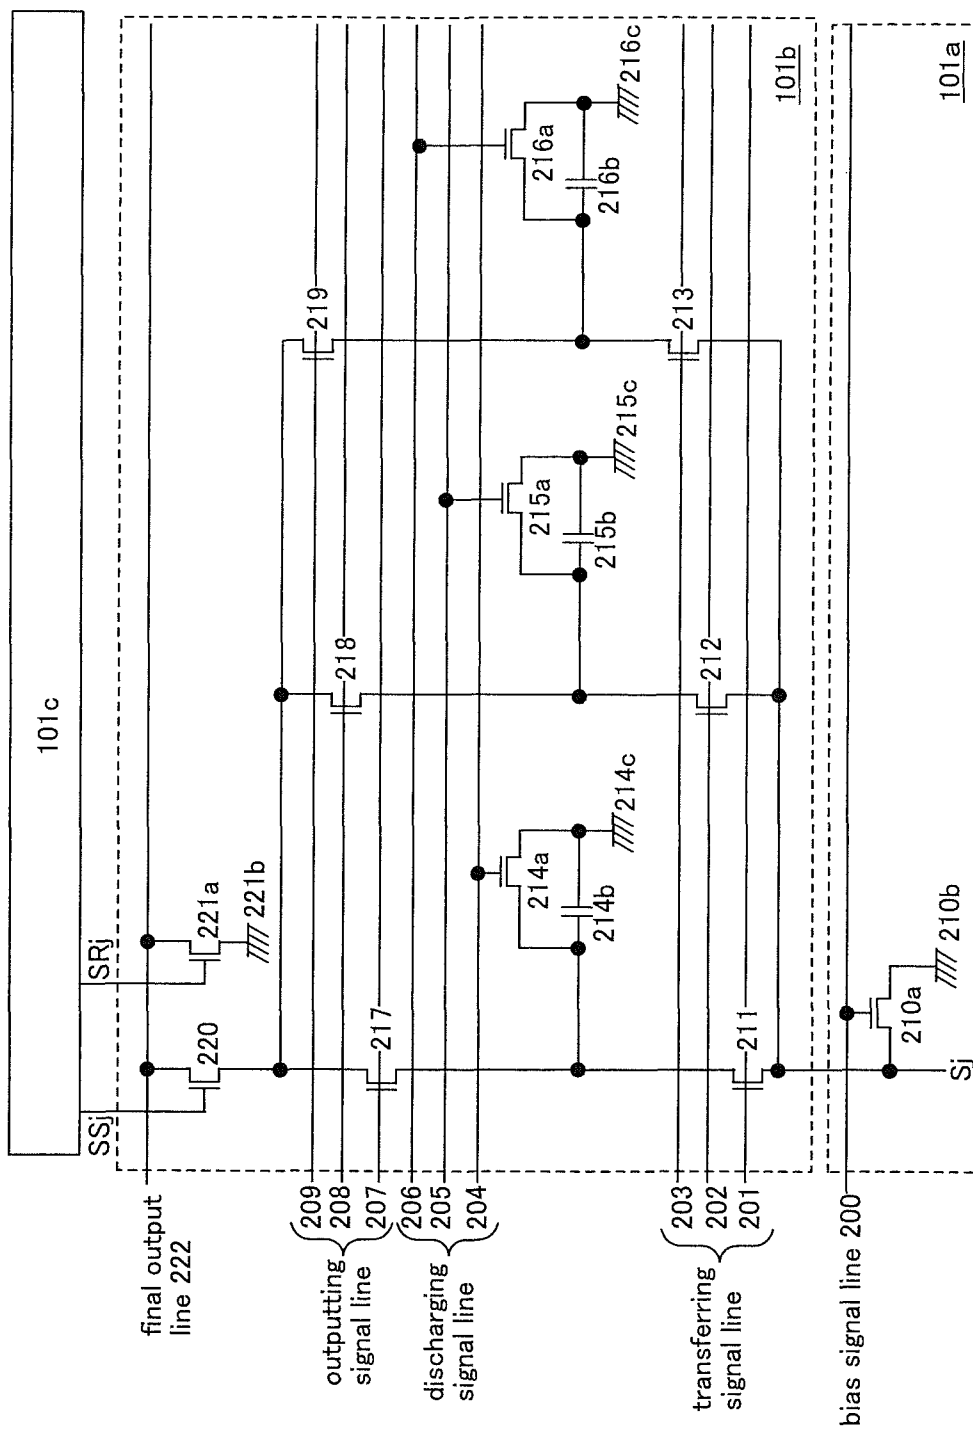 101c
SSj
SRj
final output
line 222
220
221a
221b
209
208
207
outputting
signal line
217
218
219
206
205
204
discharging
signal line
214a
214b
214c
215a
215b
215c
216a
216b
216c
203
202
201
transferring
signal line
211
212
213
101b
bias signal line 200
210a
210b
101a
Sj